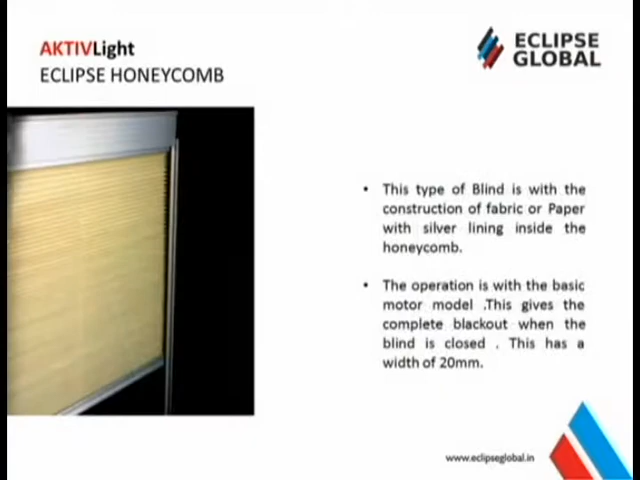 AKTIVLight
ECLIPSE HONEYCOMB
ECLIPSE
GLOBAL
• This type of Blind is with the
construction of fabric or Paper
with silver lining inside the
honeycomb.
• The operation is with the basic
motor model .This gives the
complete blackout when the
blind is closed . This has a
width of 20mm.
www.eclipseglobal.in